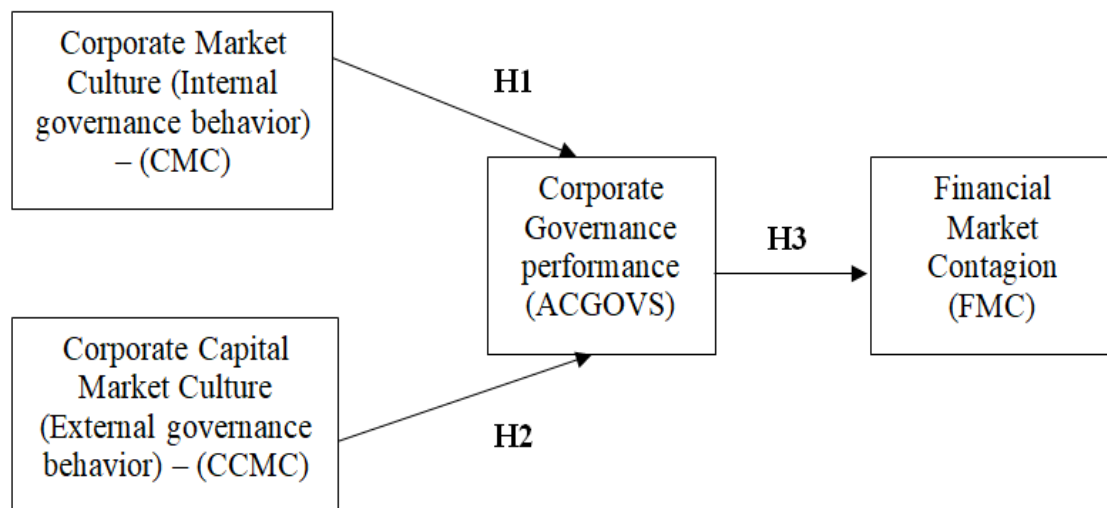 Corporate Market
Culture (Internal
governance behavior)
– (CMC)
H1
Corporate
Governance
performance
(ACGOVS)
H3
Financial
Market
Contagion
(FMC)
Corporate Capital
Market Culture
(External governance
behavior) – (CCMC)
H2